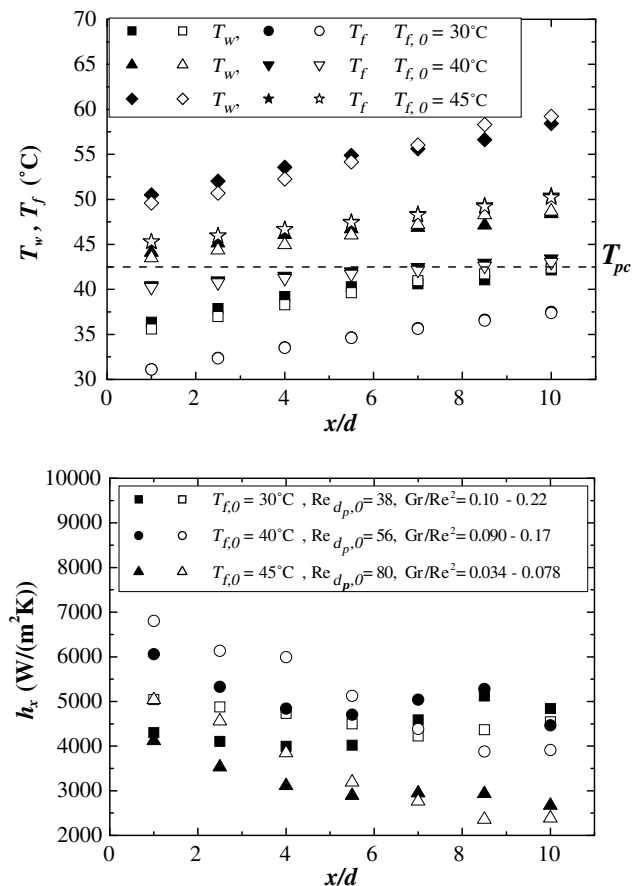 70
65
60
55
50
45
40
35
30
T_w, T_f (°C)
T_w, T_f T_{f, 0} = 30°C
T_w, T_f T_{f, 0} = 40°C
T_w, T_f T_{f, 0} = 45°C
T_{pc}
0 2 4 6 8 10
x/d
10000
9000
8000
7000
6000
5000
4000
3000
2000
h_x (W/(m²K))
T_{f,0} = 30°C , Re_{d_p,0} = 38, Gr/Re² = 0.10 - 0.22
T_{f,0} = 40°C , Re_{d_p,0} = 56, Gr/Re² = 0.090 - 0.17
T_{f,0} = 45°C , Re_{d_p,0} = 80, Gr/Re² = 0.034 - 0.078
0 2 4 6 8 10
x/d